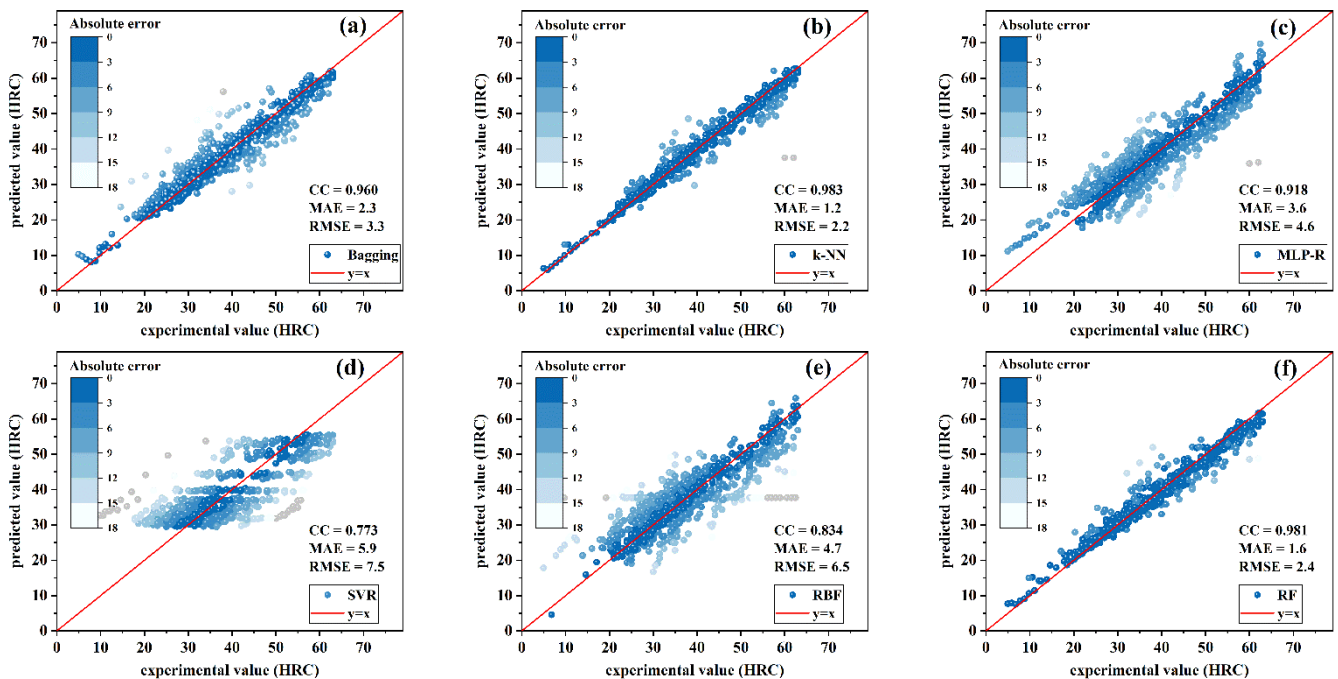 Absolute error
(a)
0
3
6
9
12
15
18
predicted value (HRC)
70
60
50
40
30
20
10
0
CC = 0.960
MAE = 2.3
RMSE = 3.3
Bagging
y=x
0 10 20 30 40 50 60 70
experimental value (HRC)
Absolute error
(b)
0
3
6
9
12
15
18
predicted value (HRC)
70
60
50
40
30
20
10
0
CC = 0.983
MAE = 1.2
RMSE = 2.2
k-NN
y=x
0 10 20 30 40 50 60 70
experimental value (HRC)
Absolute error
(c)
0
3
6
9
12
15
18
predicted value (HRC)
70
60
50
40
30
20
10
0
CC = 0.918
MAE = 3.6
RMSE = 4.6
MLP-R
y=x
0 10 20 30 40 50 60 70
experimental value (HRC)
Absolute error
(d)
0
3
6
9
12
15
18
predicted value (HRC)
70
60
50
40
30
20
10
0
CC = 0.773
MAE = 5.9
RMSE = 7.5
SVR
y=x
0 10 20 30 40 50 60 70
experimental value (HRC)
Absolute error
(e)
0
3
6
9
12
15
18
predicted value (HRC)
70
60
50
40
30
20
10
0
CC = 0.834
MAE = 4.7
RMSE = 6.5
RBF
y=x
0 10 20 30 40 50 60 70
experimental value (HRC)
Absolute error
(f)
0
3
6
9
12
15
18
predicted value (HRC)
70
60
50
40
30
20
10
0
CC = 0.981
MAE = 1.6
RMSE = 2.4
RF
y=x
0 10 20 30 40 50 60 70
experimental value (HRC)